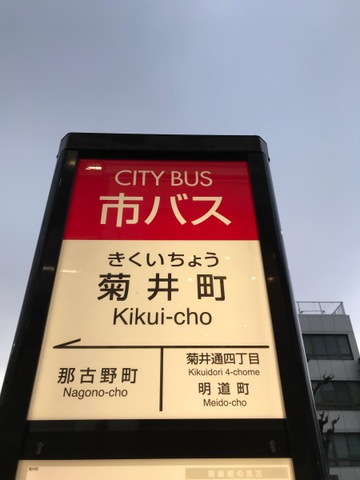 CITY BUS
市バス
きくいちょう
菊井町
Kikui-cho
那古野町
Nagono-cho
菊井通四丁目
Kikuidori 4-chome
明道町
Meido-cho